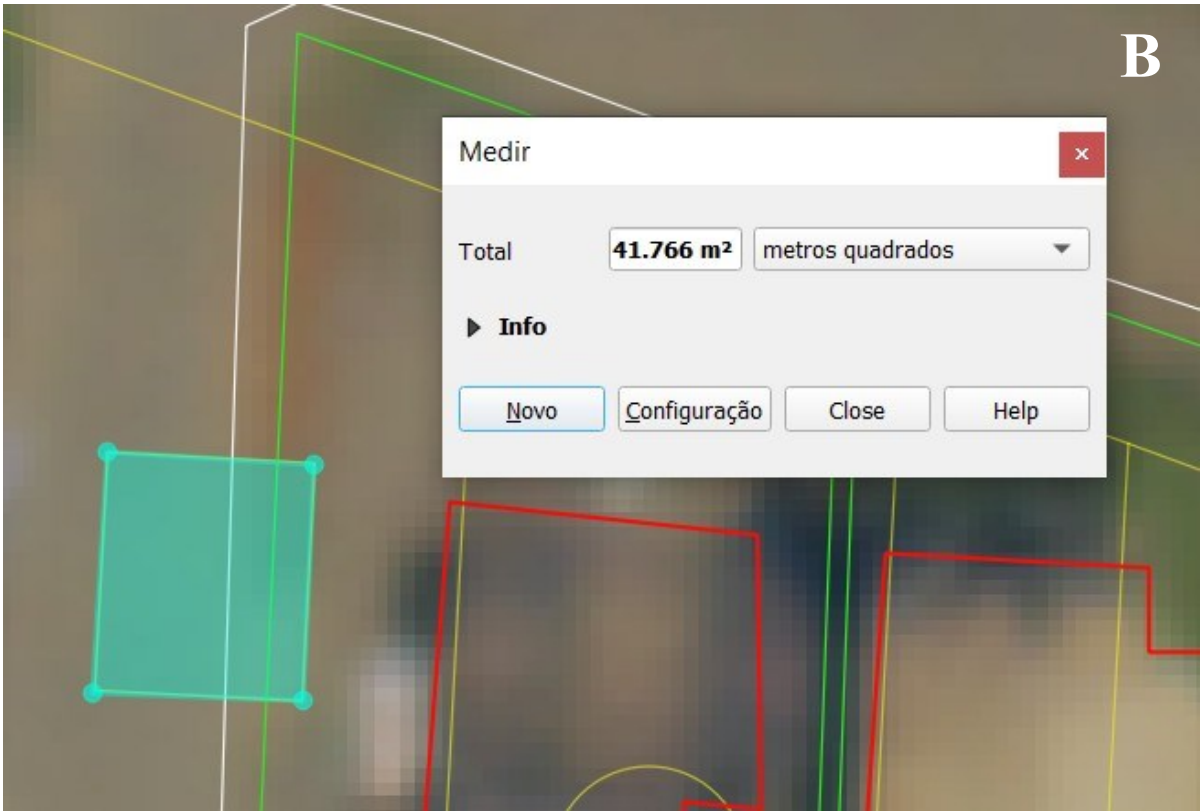 B
Medir
x
Total 41.766 m² metros quadrados
Info
Novo Configuração Close Help